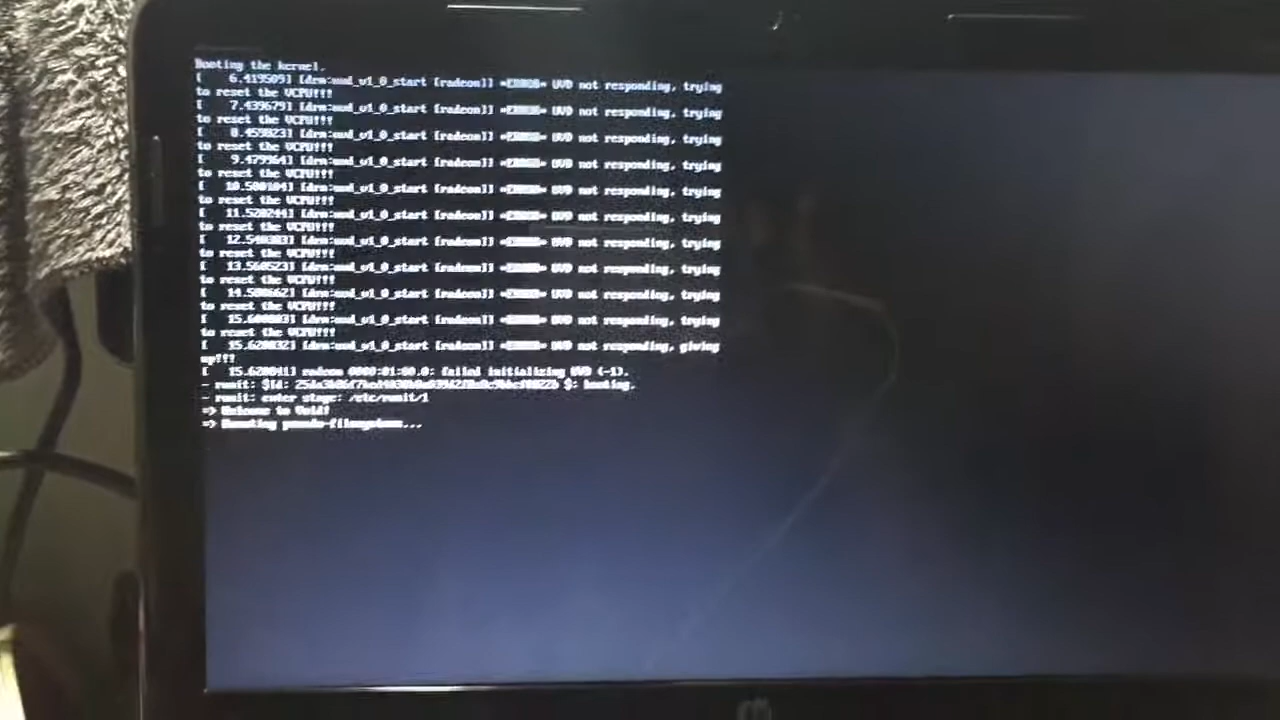 Booting the kernel.
[    6.419509] [drm:uvd_v1_0_start [radeon]] *ERROR* UVD not responding, trying
to reset the VCPU!!!
[    7.439679] [drm:uvd_v1_0_start [radeon]] *ERROR* UVD not responding, trying
to reset the VCPU!!!
[    8.459823] [drm:uvd_v1_0_start [radeon]] *ERROR* UVD not responding, trying
to reset the VCPU!!!
[    9.479964] [drm:uvd_v1_0_start [radeon]] *ERROR* UVD not responding, trying
to reset the VCPU!!!
[   10.500104] [drm:uvd_v1_0_start [radeon]] *ERROR* UVD not responding, trying
to reset the VCPU!!!
[   11.520244] [drm:uvd_v1_0_start [radeon]] *ERROR* UVD not responding, trying
to reset the VCPU!!!
[   12.540383] [drm:uvd_v1_0_start [radeon]] *ERROR* UVD not responding, trying
to reset the VCPU!!!
[   13.560523] [drm:uvd_v1_0_start [radeon]] *ERROR* UVD not responding, trying
to reset the VCPU!!!
[   14.580662] [drm:uvd_v1_0_start [radeon]] *ERROR* UVD not responding, trying
to reset the VCPU!!!
[   15.600803] [drm:uvd_v1_0_start [radeon]] *ERROR* UVD not responding, trying
to reset the VCPU!!!
[   15.620832] [drm:uvd_v1_0_start [radeon]] *ERROR* UVD not responding, giving
up!!!
[   15.620841] radeon 0000:01:00.0: failed initializing UVD (-1).
- runit: $Id: $: booting.
- runit: enter stage: /etc/runit/1
=> Welcome to Void!
=> Mounting pseudo-filesystems...